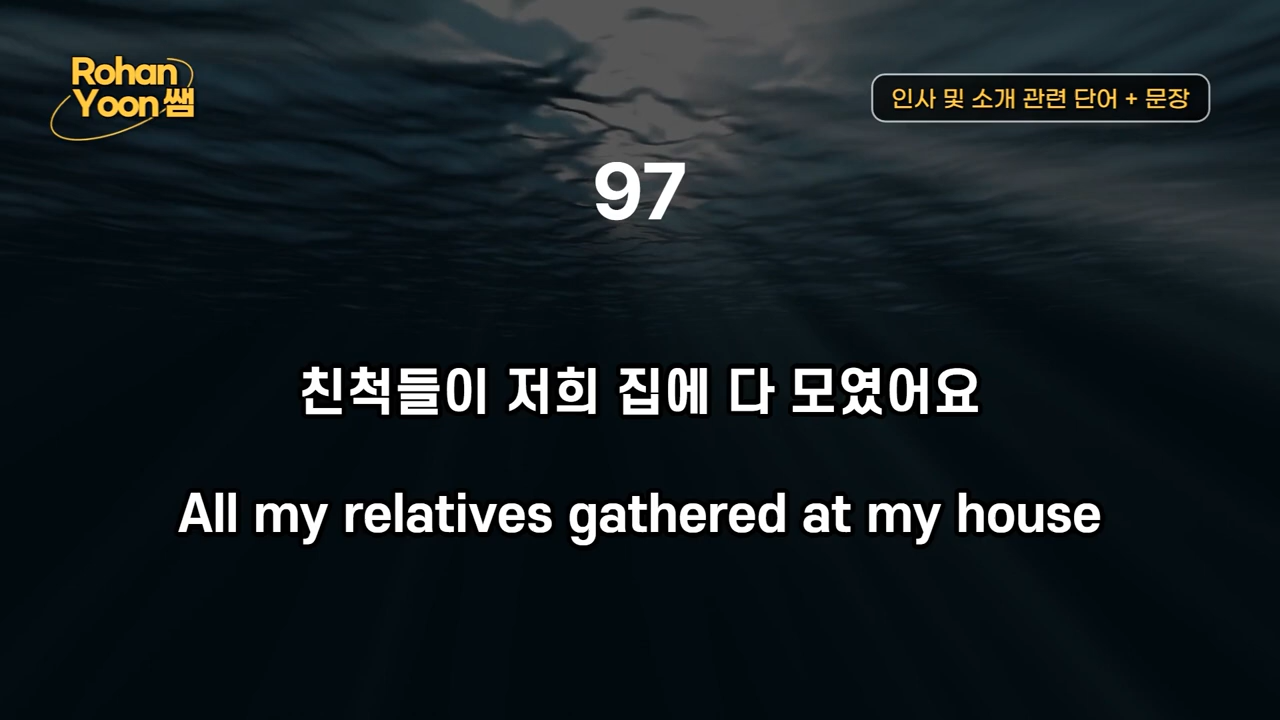 Rohan
Yoon쌤
인사 및 소개 관련 단어 + 문장
97
친척들이 저희 집에 다 모였어요
All my relatives gathered at my house